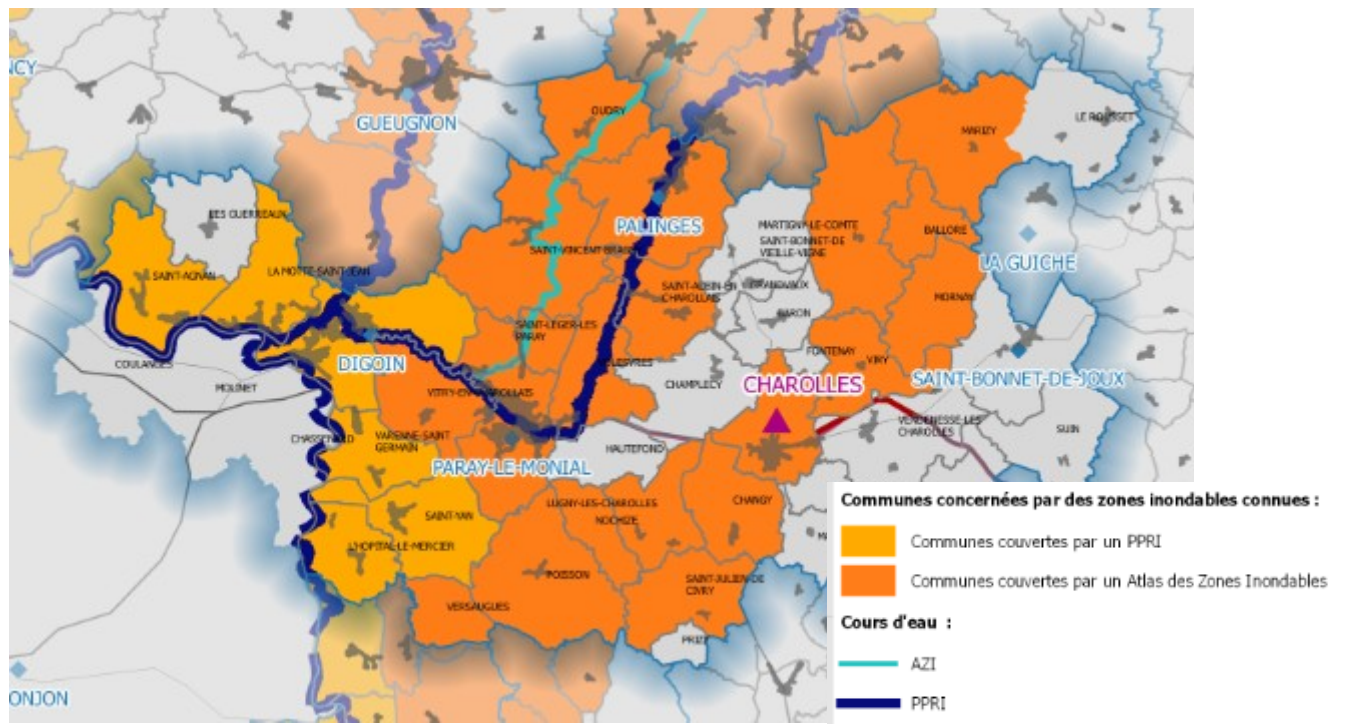 NCY
GUEUGNON
OUDRY
MARIZY
LE ROUSSET
PALINGES
MARTIGNY-LE-COMTE
SAINT-BONNET-DE
VIEILLE-VIGNE
BALLORE
LES GUERREAUX
SAINT-VINCENT-BRAGNY
LA GUICHE
LA MOTTE-SAINT-JEAN
SAINT-AGNAN
SAINT-AUBIN-EN
CHAROLLAIS
GRANDVAUX
MORNAY
BARON
SAINT-LEGER-LES
PARAY
FONTENAY
VIRY
COULANGES
DIGOIN
MOLINET
CHAMPLECY
CHAROLLES
SAINT-BONNET-DE-JOUX
VITRY-EN-CHAROLLAIS
VENDENESSE-LES
CHAROLLES
SUIN
VARENNE-SAINT
GERMAIN
HAUTEFOND
PARAY-LE-MONIAL
LUGNY-LES-CHAROLLES
NOCHIZE
CHANGY
SAINT-YAN
L'HOPITAL-LE-MERCIER
POISSON
SAINT-JULIEN-DE
CIVRY
VERSAUGUES
PRIZY
ONJON
Communes concernées par des zones inondables connues :
Communes couvertes par un PPRI
Communes couvertes par un Atlas des Zones Inondables
Cours d'eau :
AZI
PPRI